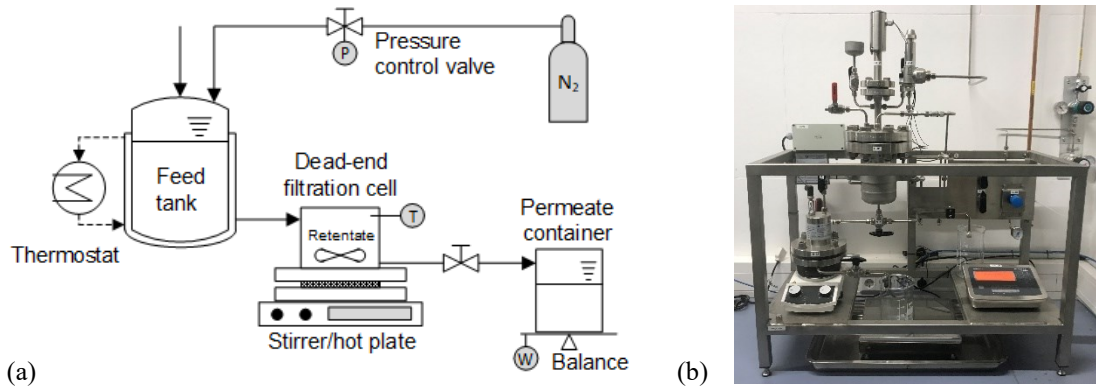 Pressure
control valve
P
N₂
Feed
tank
Thermostat
Dead-end
filtration cell
T
Retentate
Permeate
container
Stirrer/hot plate
W
Balance
(a)
(b)